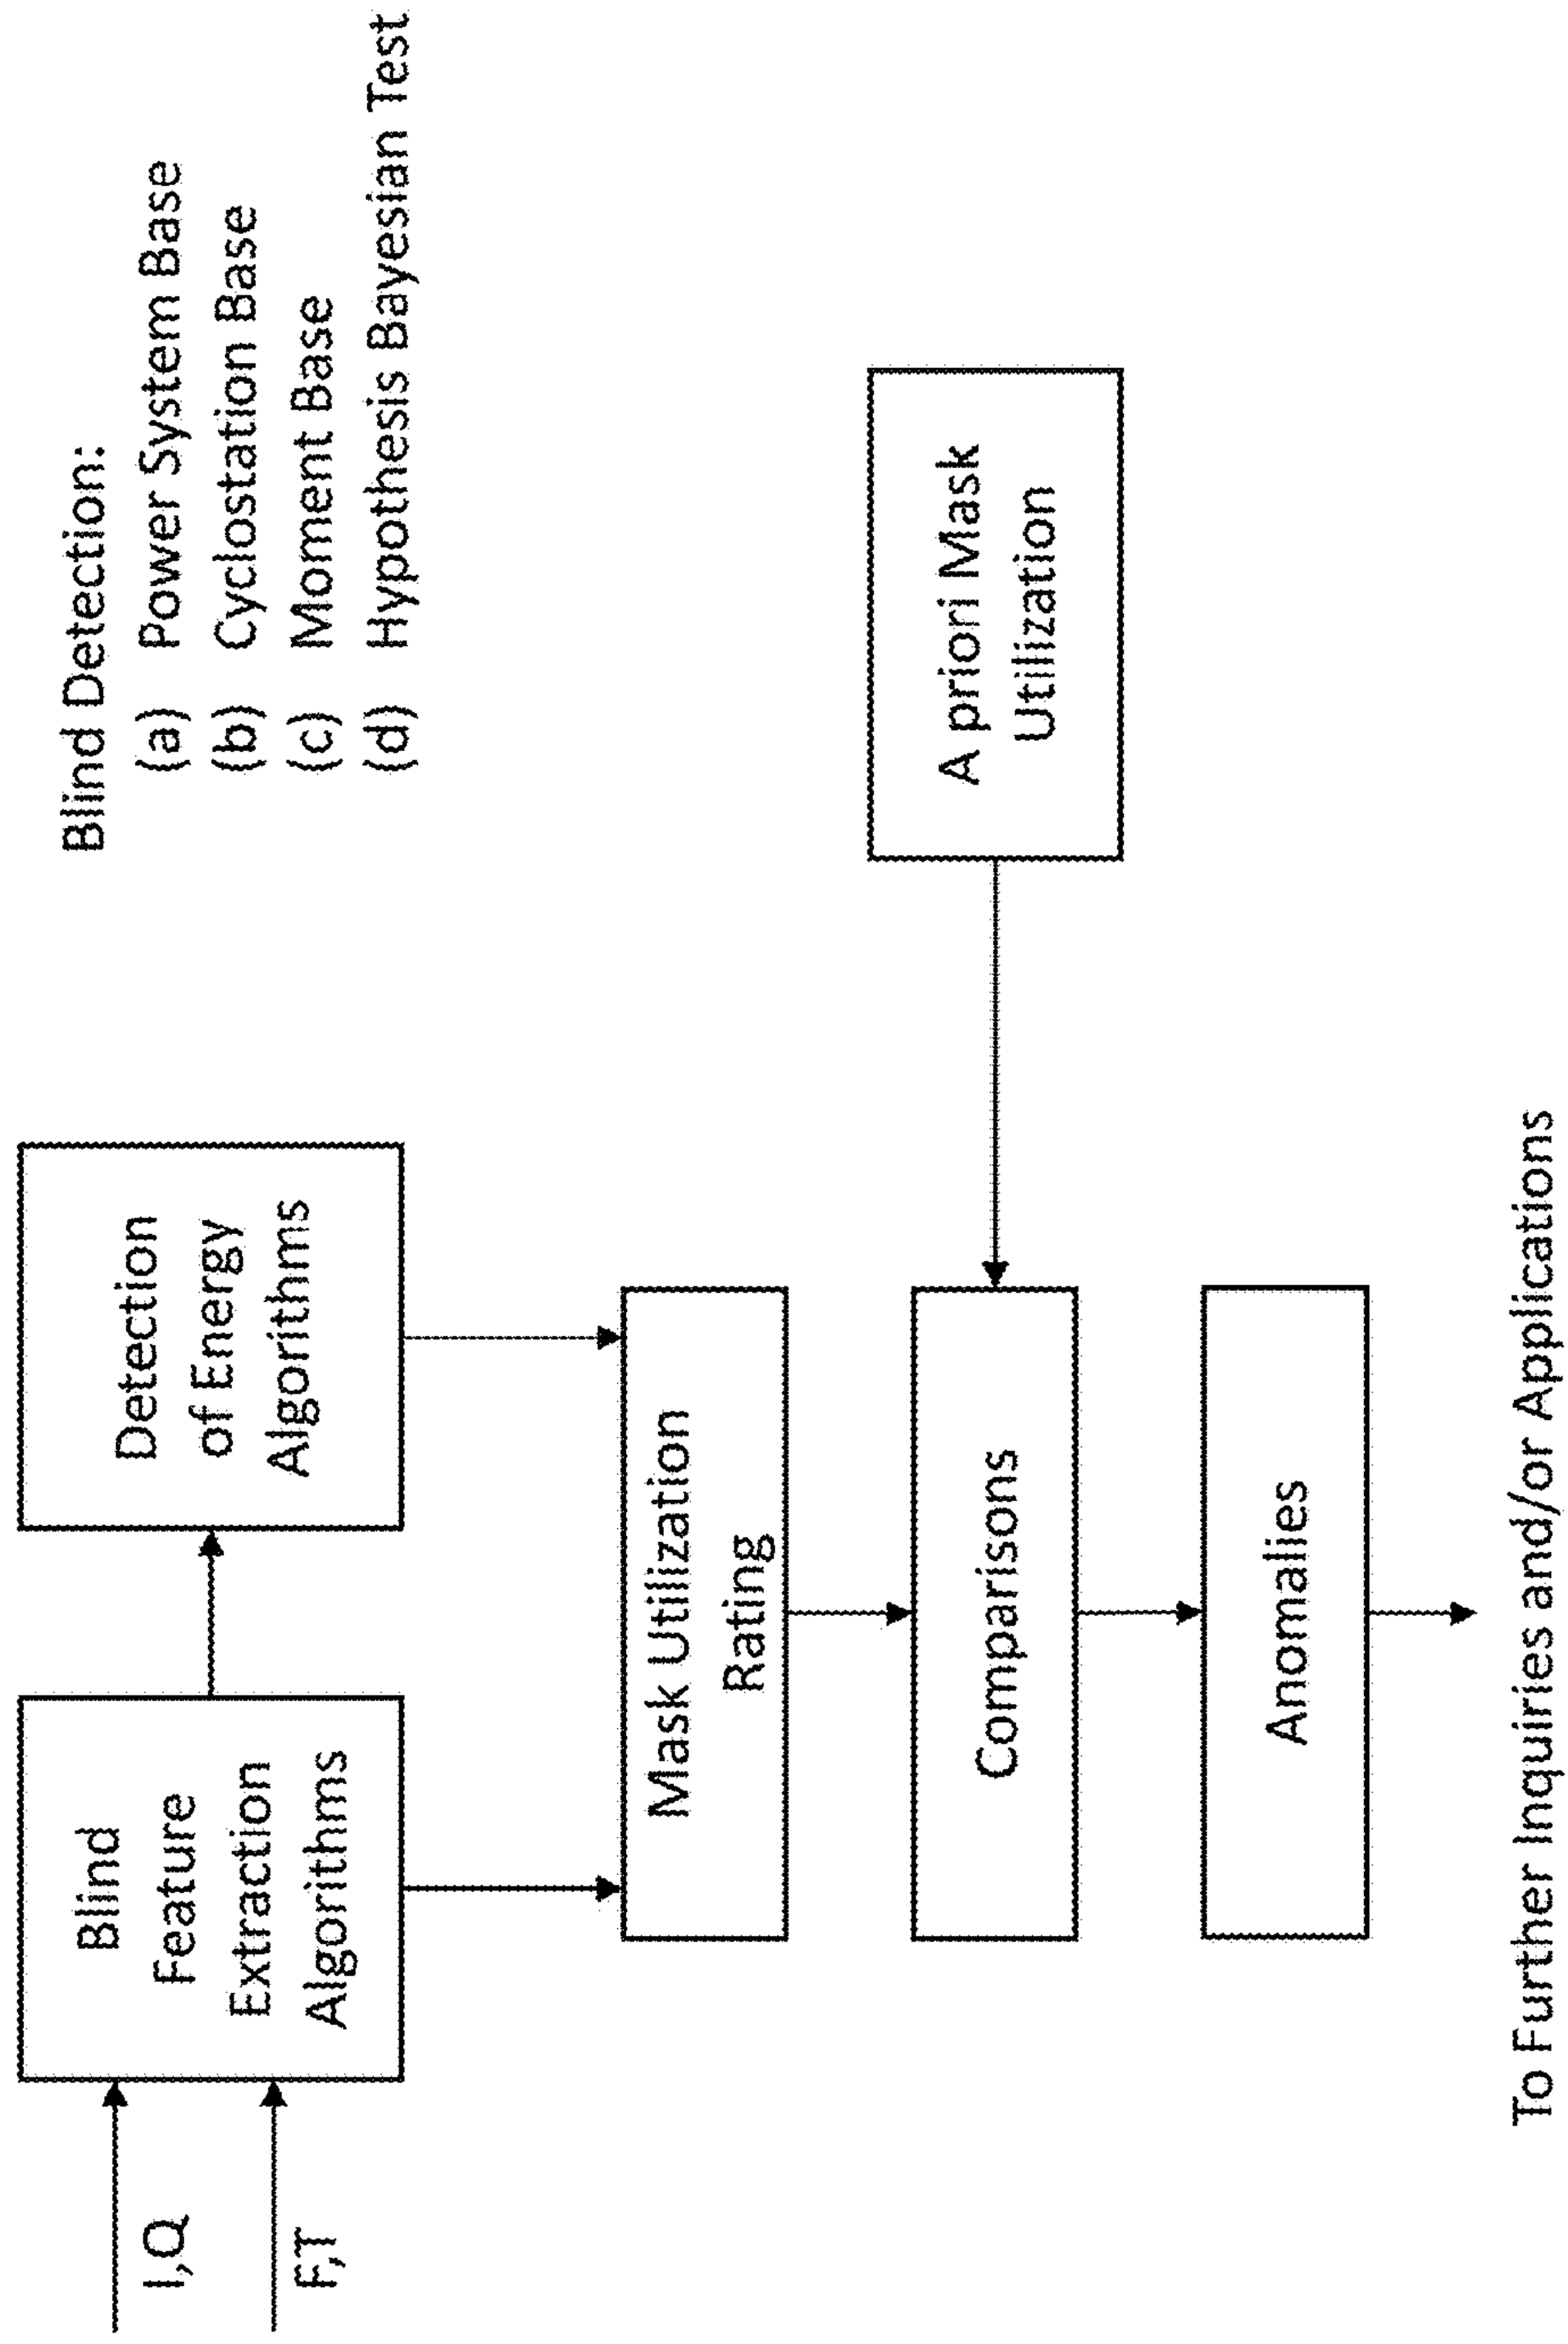 Blind Detection:
(a) Power System Base
(b) Cyclostation Base
(c) Moment Base
(d) Hypothesis Bayesian Test
I,Q
F,T
Blind
Feature
Extraction
Algorithms
Detection
of Energy
Algorithms
Mask Utilization
Rating
Comparisons
A priori Mask
Utilization
Anomalies
To Further Inquiries and/or Applications